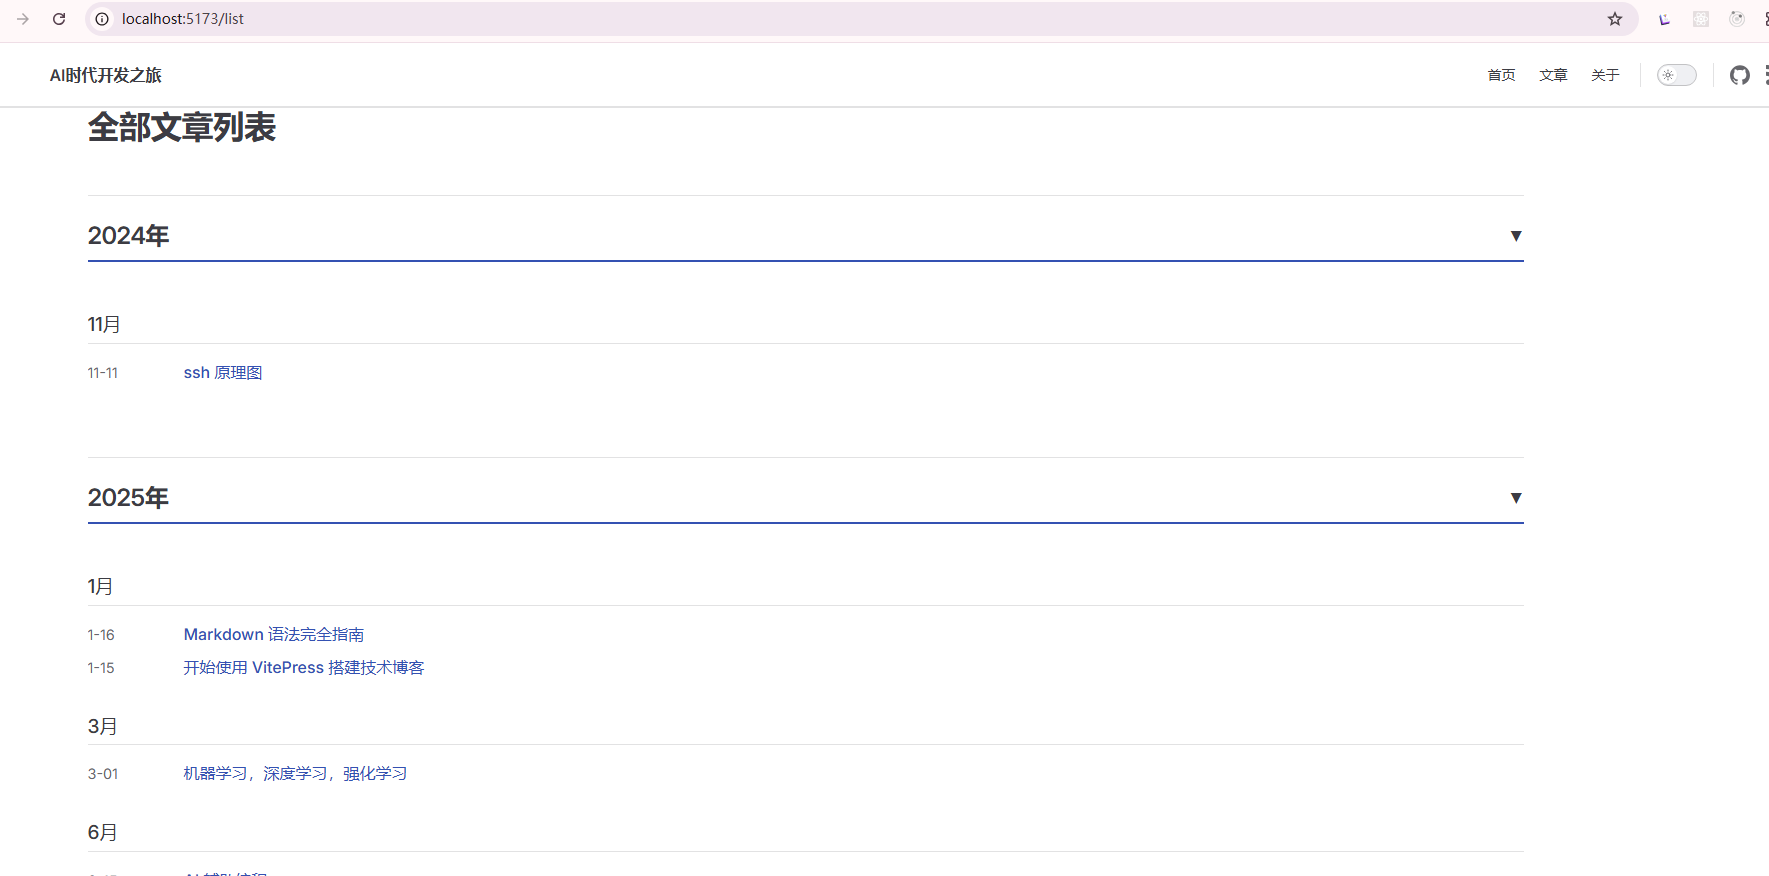 localhost:5173/list
AI时代开发之旅
首页 文章 关于
全部文章列表
2024年 ▼
11月
11-11 ssh 原理图
2025年 ▼
1月
1-16 Markdown 语法完全指南
1-15 开始使用 VitePress 搭建技术博客
3月
3-01 机器学习，深度学习，强化学习
6月